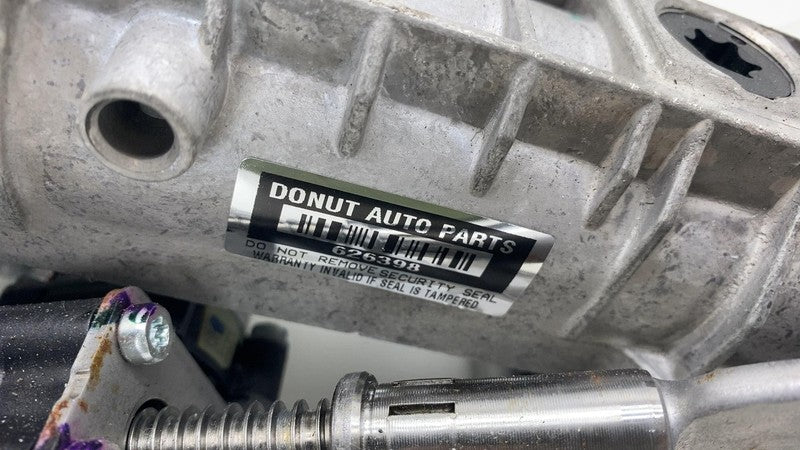 DONUT AUTO PARTS
626398
DO NOT REMOVE SECURITY SEAL
WARRANTY INVALID IF SEAL IS TAMPERED